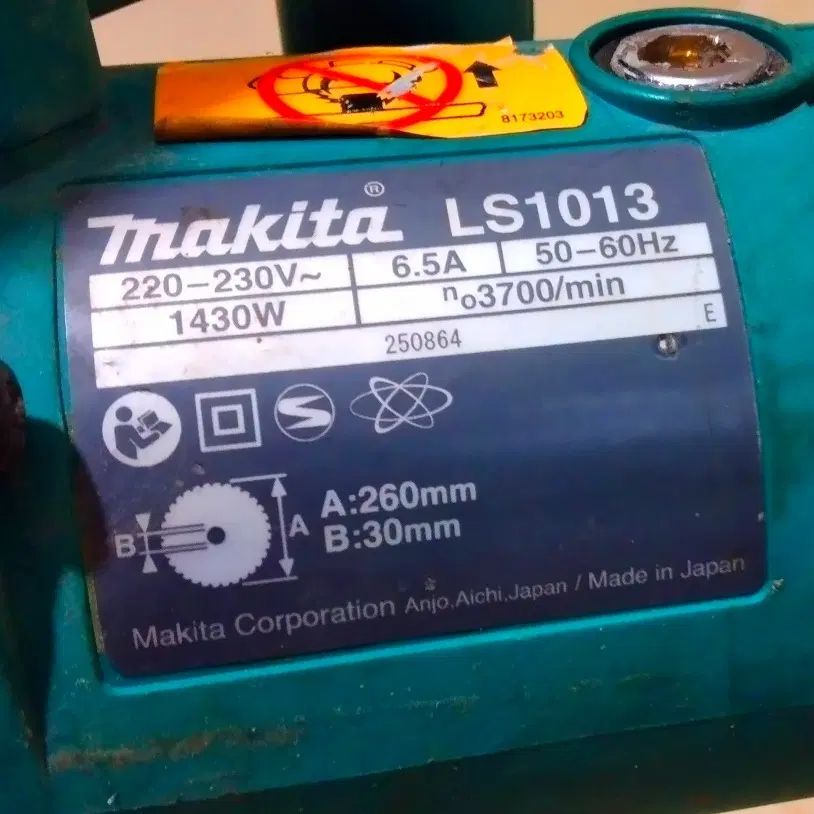 8173203
makita® LS1013
220–230V~ 6.5A 50–60Hz
1430W n₀3700/min
250864 E
A:260mm
B A
B:30mm
Makita Corporation Anjo,Aichi,Japan / Made in Japan